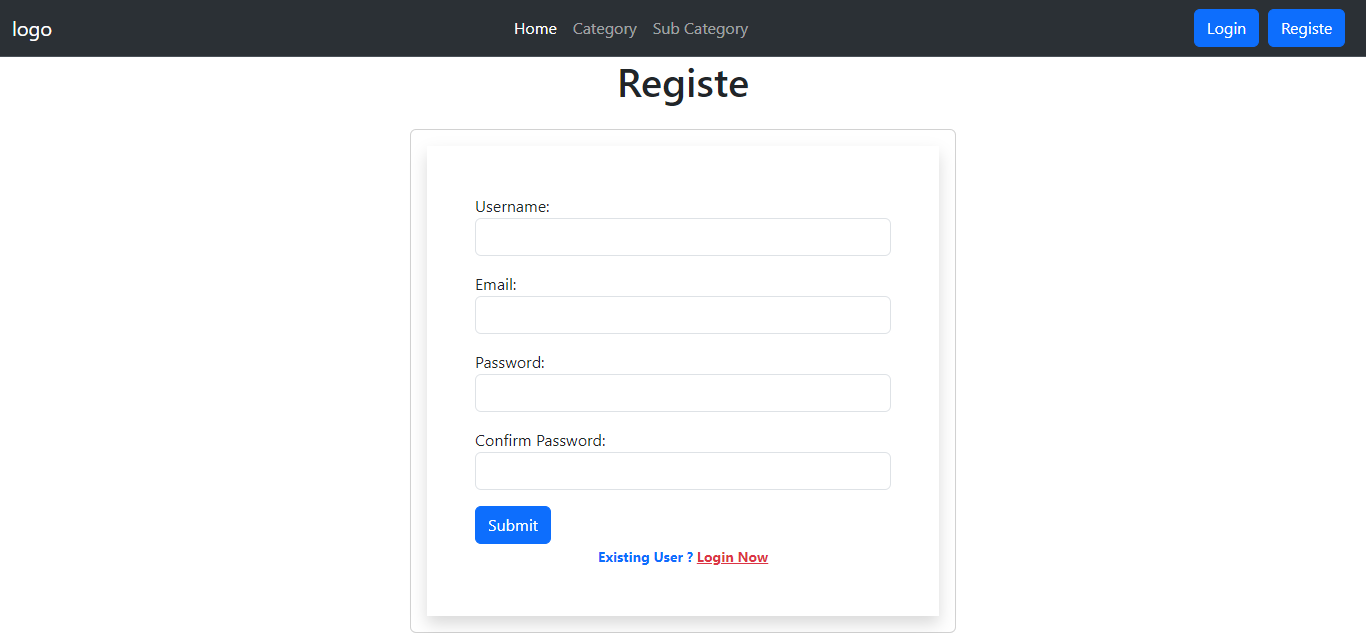 logo Home Category Sub Category Login Registe
Registe
Username:
Email:
Password:
Confirm Password:
Submit
Existing User ? Login Now